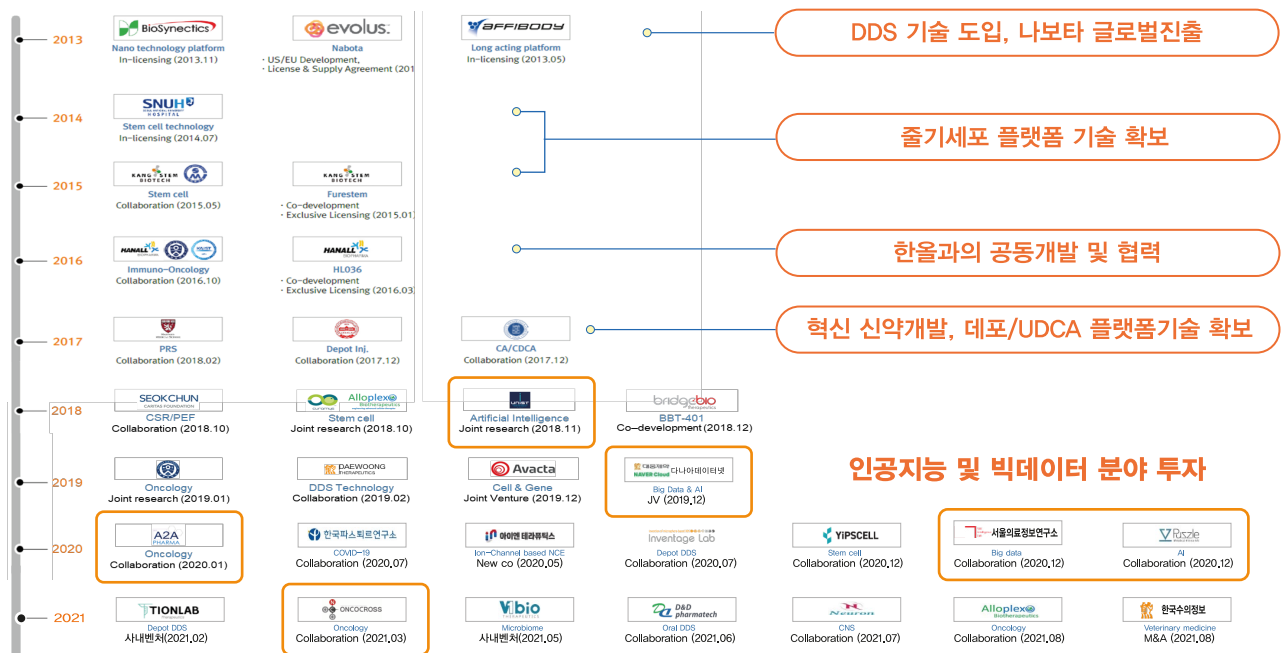 2013
BioSynectics
Nano technology platform
In-licensing (2013.11)
evolus.
Nabota
· US/EU Development,
· License & Supply Agreement (201
AFFIBODY
Long acting platform
In-licensing (2013.05)
DDS 기술 도입, 나보타 글로벌진출
2014
SNUH
HOSPITAL
Stem cell technology
In-licensing (2014.07)
줄기세포 플랫폼 기술 확보
2015
KANG STEM
BIOTECH
Stem cell
Collaboration (2015.05)
KANG STEM
BIOTECH
Furestem
· Co-development
· Exclusive Licensing (2015.01)
2016
HANALL
Immuno-Oncology
Collaboration (2016.10)
HANALL
HL036
· Co-development
· Exclusive Licensing (2016.03)
한올과의 공동개발 및 협력
2017
PRS
Collaboration (2018.02)
Depot Inj.
Collaboration (2017.12)
CA/CDCA
Collaboration (2017.12)
혁신 신약개발, 데포/UDCA 플랫폼기술 확보
2018
SEOKCHUN
CARITAS FOUNDATION
CSR/PEF
Collaboration (2018.10)
Alloplex
Biotherapeutics
Stem cell
Joint research (2018.10)
UNIST
Artificial Intelligence
Joint research (2018.11)
bridgebio
therapeutics
BBT-401
Co-development (2018.12)
2019
Oncology
Joint research (2019.01)
DAEWOONG
THERAPEUTICS
DDS Technology
Collaboration (2019.02)
Avacta
Cell & Gene
Joint Venture (2019.12)
대웅제약
NAVER Cloud 다나아데이터넷
Big Data & AI
JV (2019.12)
인공지능 및 빅데이터 분야 투자
2020
A2A
PHARMA
Oncology
Collaboration (2020.01)
한국파스퇴르연구소
COVID-19
Collaboration (2020.07)
아이엔 테라퓨틱스
Ion-Channel based NCE
New co (2020.05)
Inventage Lab
Depot DDS
Collaboration (2020.07)
YiPSCELL
Stem cell
Collaboration (2020.12)
서울의료정보연구소
Big data
Collaboration (2020.12)
Puzzle
AI
Collaboration (2020.12)
2021
TIONLAB
Depot DDS
사내벤처(2021.02)
ONCOCROSS
Oncology
Collaboration (2021.03)
Vibio
THERAPEUTICS
Microbiome
사내벤처(2021.05)
D&D
pharmatech
Oral DDS
Collaboration (2021.06)
Neuron
CNS
Collaboration (2021.07)
Alloplex
Biotherapeutics
Oncology
Collaboration (2021.08)
한국수의정보
Veterinary medicine
M&A (2021.08)